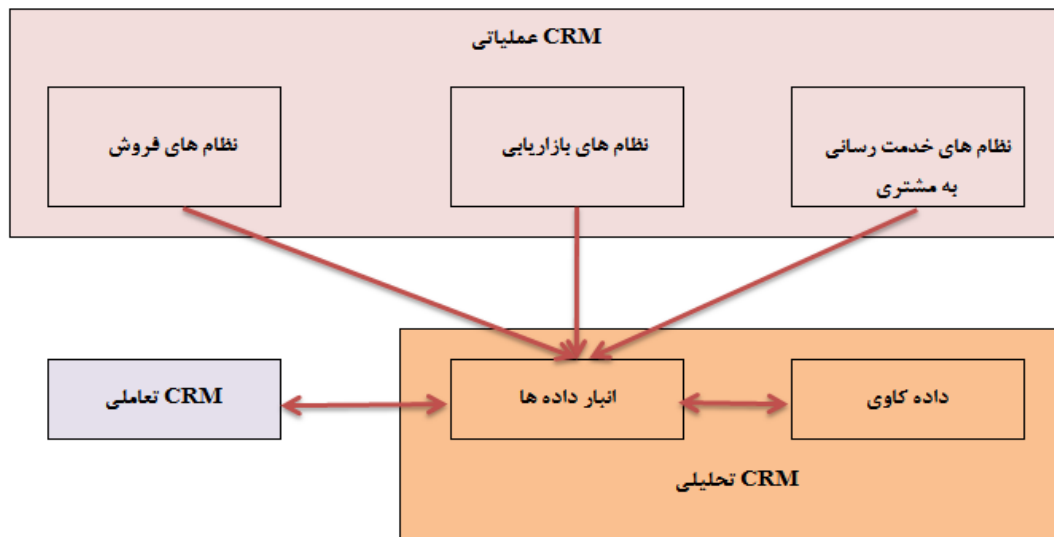 CRM عملیاتی
نظام های خدمت رسانی
به مشتری
نظام های بازاریابی
نظام های فروش
داده کاوی
انبار داده ها
CRM تعاملی
CRM تحلیلی